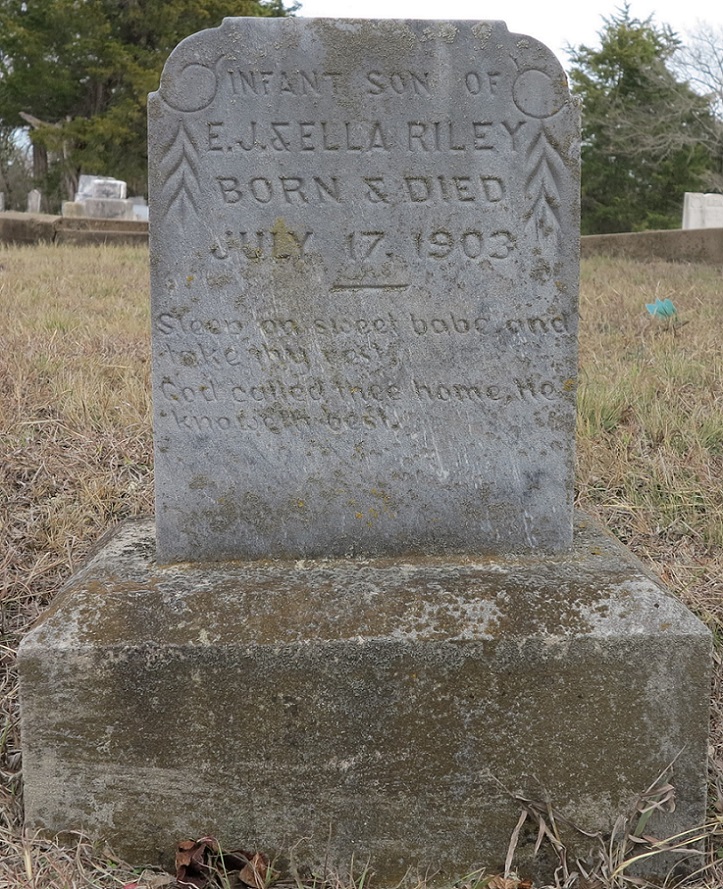 INFANT SON OF
E.J.&ELLA RILEY
BORN & DIED
JULY 17, 1903
Sleep on sweet babe, and
take thy rest.
God called thee home, He
knoweth best.